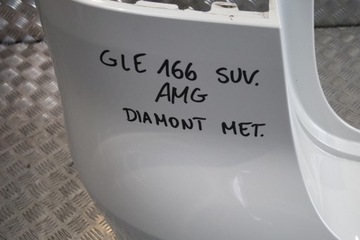 GLE 166 SUV.
AMG
DIAMONT MET.